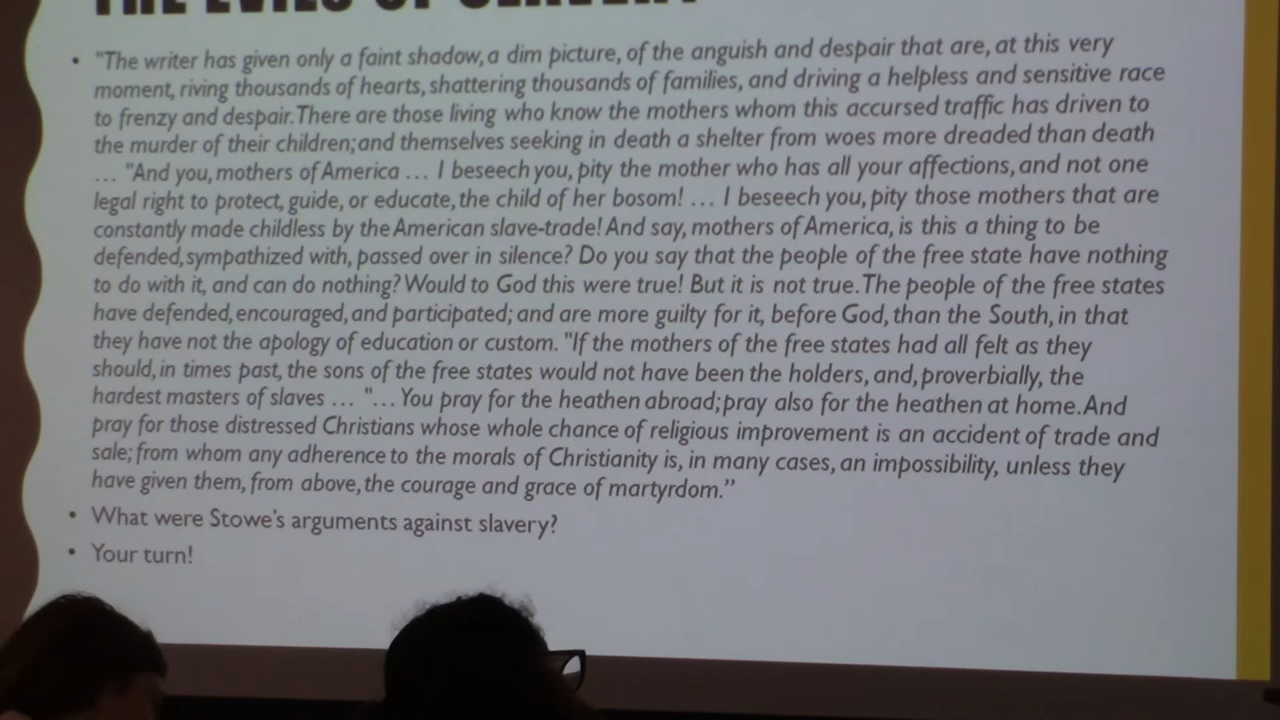 THE EVILS OF SLAVERY
• "The writer has given only a faint shadow, a dim picture, of the anguish and despair that are, at this very
moment, riving thousands of hearts, shattering thousands of families, and driving a helpless and sensitive race
to frenzy and despair. There are those living who know the mothers whom this accursed traffic has driven to
the murder of their children; and themselves seeking in death a shelter from woes more dreaded than death
… "And you, mothers of America … I beseech you, pity the mother who has all your affections, and not one
legal right to protect, guide, or educate, the child of her bosom! … I beseech you, pity those mothers that are
constantly made childless by the American slave-trade! And say, mothers of America, is this a thing to be
defended, sympathized with, passed over in silence? Do you say that the people of the free state have nothing
to do with it, and can do nothing? Would to God this were true! But it is not true. The people of the free states
have defended, encouraged, and participated; and are more guilty for it, before God, than the South, in that
they have not the apology of education or custom. "If the mothers of the free states had all felt as they
should, in times past, the sons of the free states would not have been the holders, and, proverbially, the
hardest masters of slaves … "… You pray for the heathen abroad; pray also for the heathen at home. And
pray for those distressed Christians whose whole chance of religious improvement is an accident of trade and
sale; from whom any adherence to the morals of Christianity is, in many cases, an impossibility, unless they
have given them, from above, the courage and grace of martyrdom.”
• What were Stowe's arguments against slavery?
• Your turn!